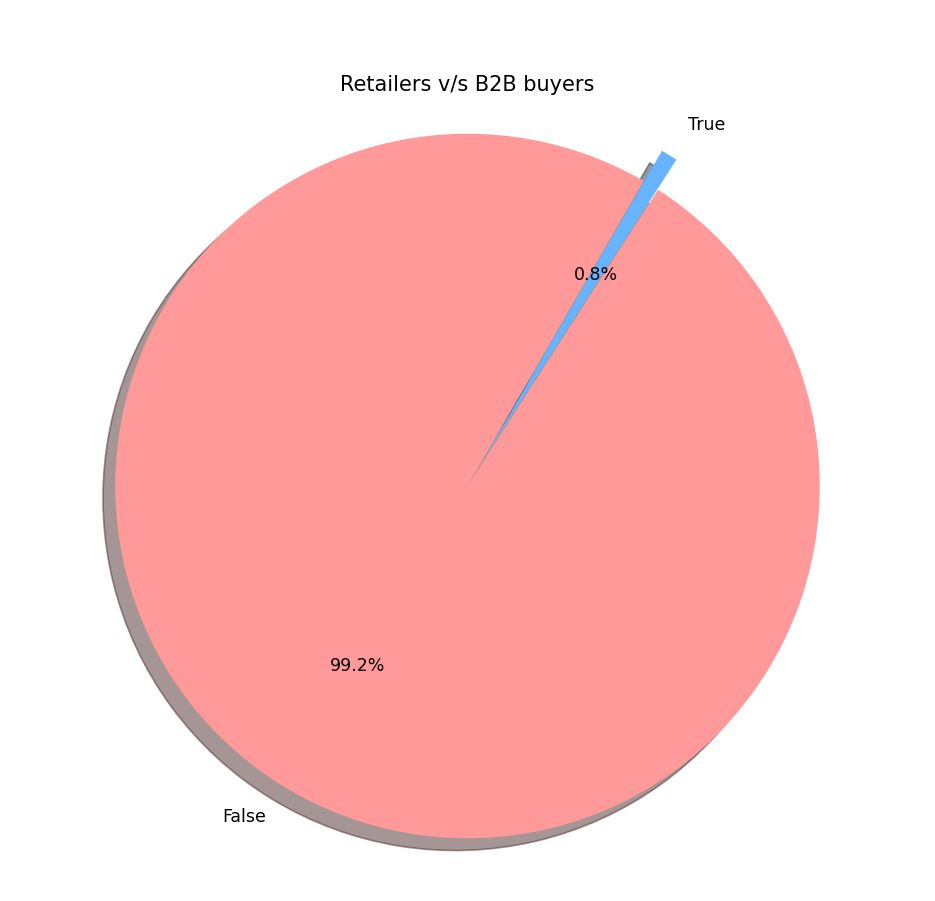 Retailers v/s B2B buyers
True
0.8%
99.2%
False